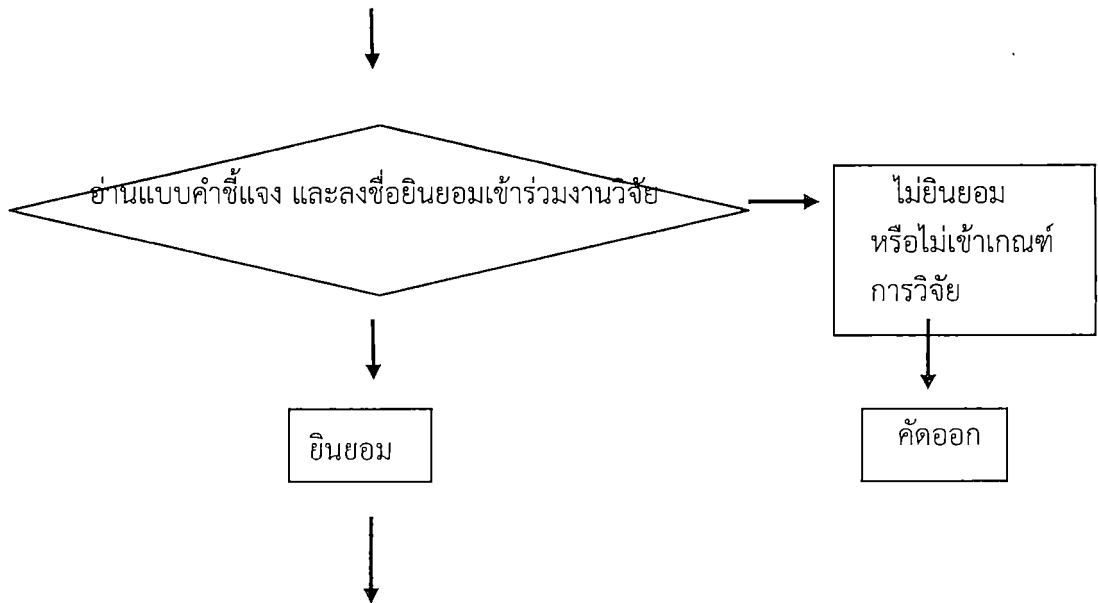 อ่านแบบคำชี้แจง และลงชื่อยินยอมเข้าร่วมงานวิจัย
ไม่ยินยอม
หรือไม่เข้าเกณฑ์
การวิจัย
ยินยอม
คัดออก